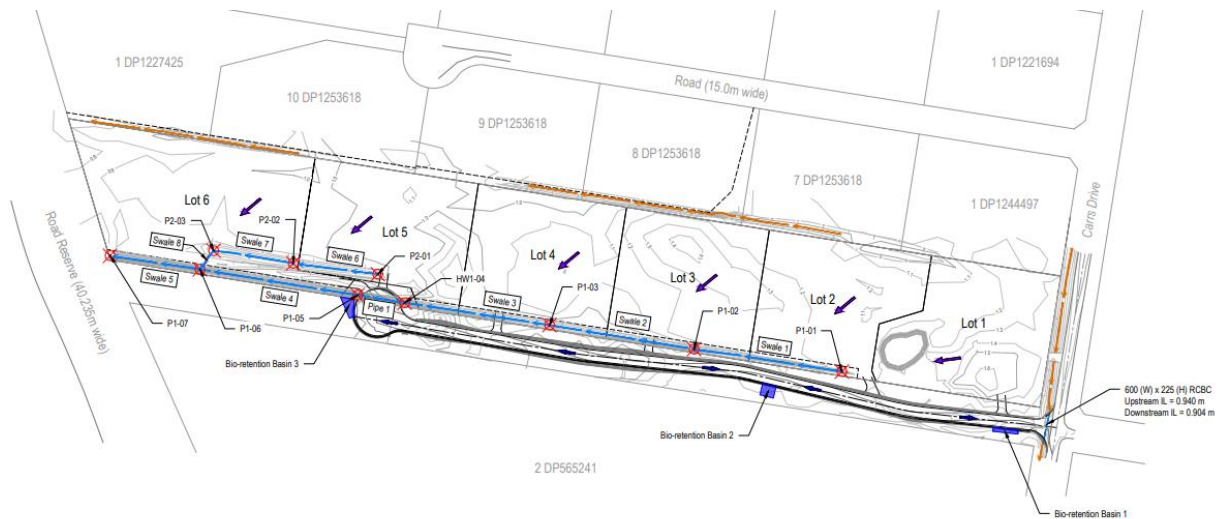 1 DP1227425
10 DP1253618
9 DP1253618
8 DP1253618
7 DP1253618
1 DP1244497
1 DP1221694
Road (15.0m wide)
Carrs Drive
Road Reserve (40.235m wide)
Lot 6
Lot 5
Lot 4
Lot 3
Lot 2
Lot 1
P2-03
P2-02
P2-01
Swale 8
Swale 7
Swale 6
HW1-04
Swale 5
Swale 4
Pipe 1
Swale 3
P1-03
Swale 2
P1-02
Swale 1
P1-01
P1-07
P1-06
P1-05
Bio-retention Basin 3
Bio-retention Basin 2
Bio-retention Basin 1
600 (W) x 225 (H) RCBC
Upstream IL = 0.940 m
Downstream IL = 0.904 m
2 DP565241